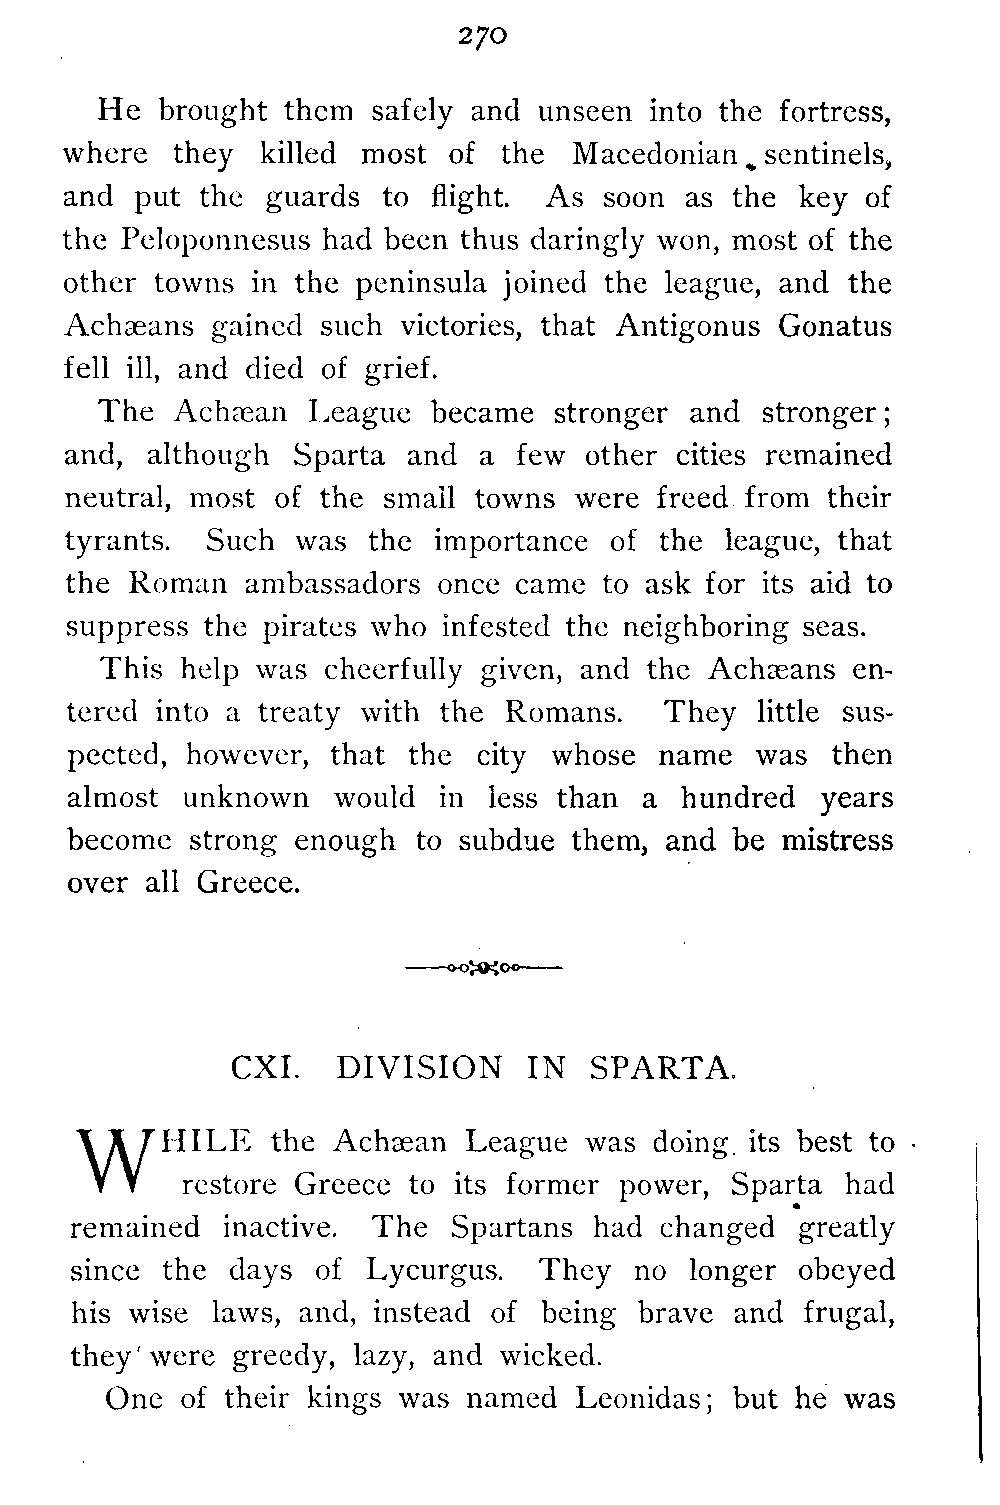 270
He brought them safely and unseen into the fortress,
where they killed most of the Macedonian sentinels,
and put the guards to flight. As soon as the key of
the Peloponnesus had been thus daringly won, most of the
other towns in the peninsula joined the league, and the
Achæans gained such victories, that Antigonus Gonatus
fell ill, and died of grief.
The Achæan League became stronger and stronger;
and, although Sparta and a few other cities remained
neutral, most of the small towns were freed from their
tyrants. Such was the importance of the league, that
the Roman ambassadors once came to ask for its aid to
suppress the pirates who infested the neighboring seas.
This help was cheerfully given, and the Achæans en-
tered into a treaty with the Romans. They little sus-
pected, however, that the city whose name was then
almost unknown would in less than a hundred years
become strong enough to subdue them, and be mistress
over all Greece.
CXI. DIVISION IN SPARTA.
WHILE the Achæan League was doing its best to
restore Greece to its former power, Sparta had
remained inactive. The Spartans had changed greatly
since the days of Lycurgus. They no longer obeyed
his wise laws, and, instead of being brave and frugal,
they were greedy, lazy, and wicked.
One of their kings was named Leonidas; but he was